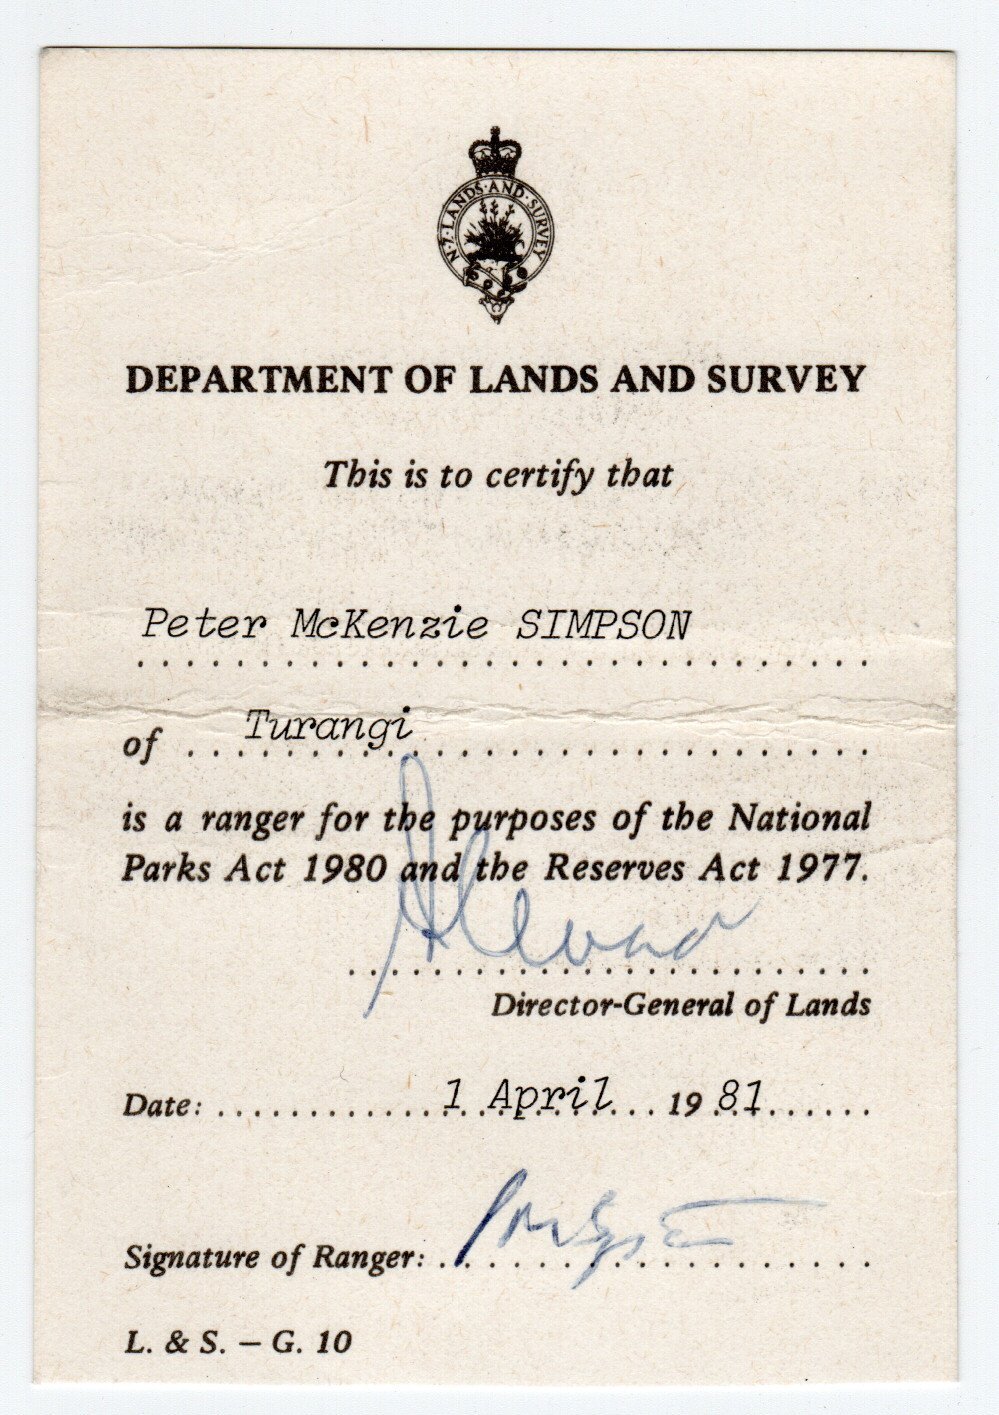 N·Z·LANDS·AND·SURVEY
DEPARTMENT OF LANDS AND SURVEY
This is to certify that
Peter McKenzie SIMPSON
of Turangi
is a ranger for the purposes of the National
Parks Act 1980 and the Reserves Act 1977.
Director-General of Lands
Date: 1 April 19 81
Signature of Ranger:
L. & S. – G. 10